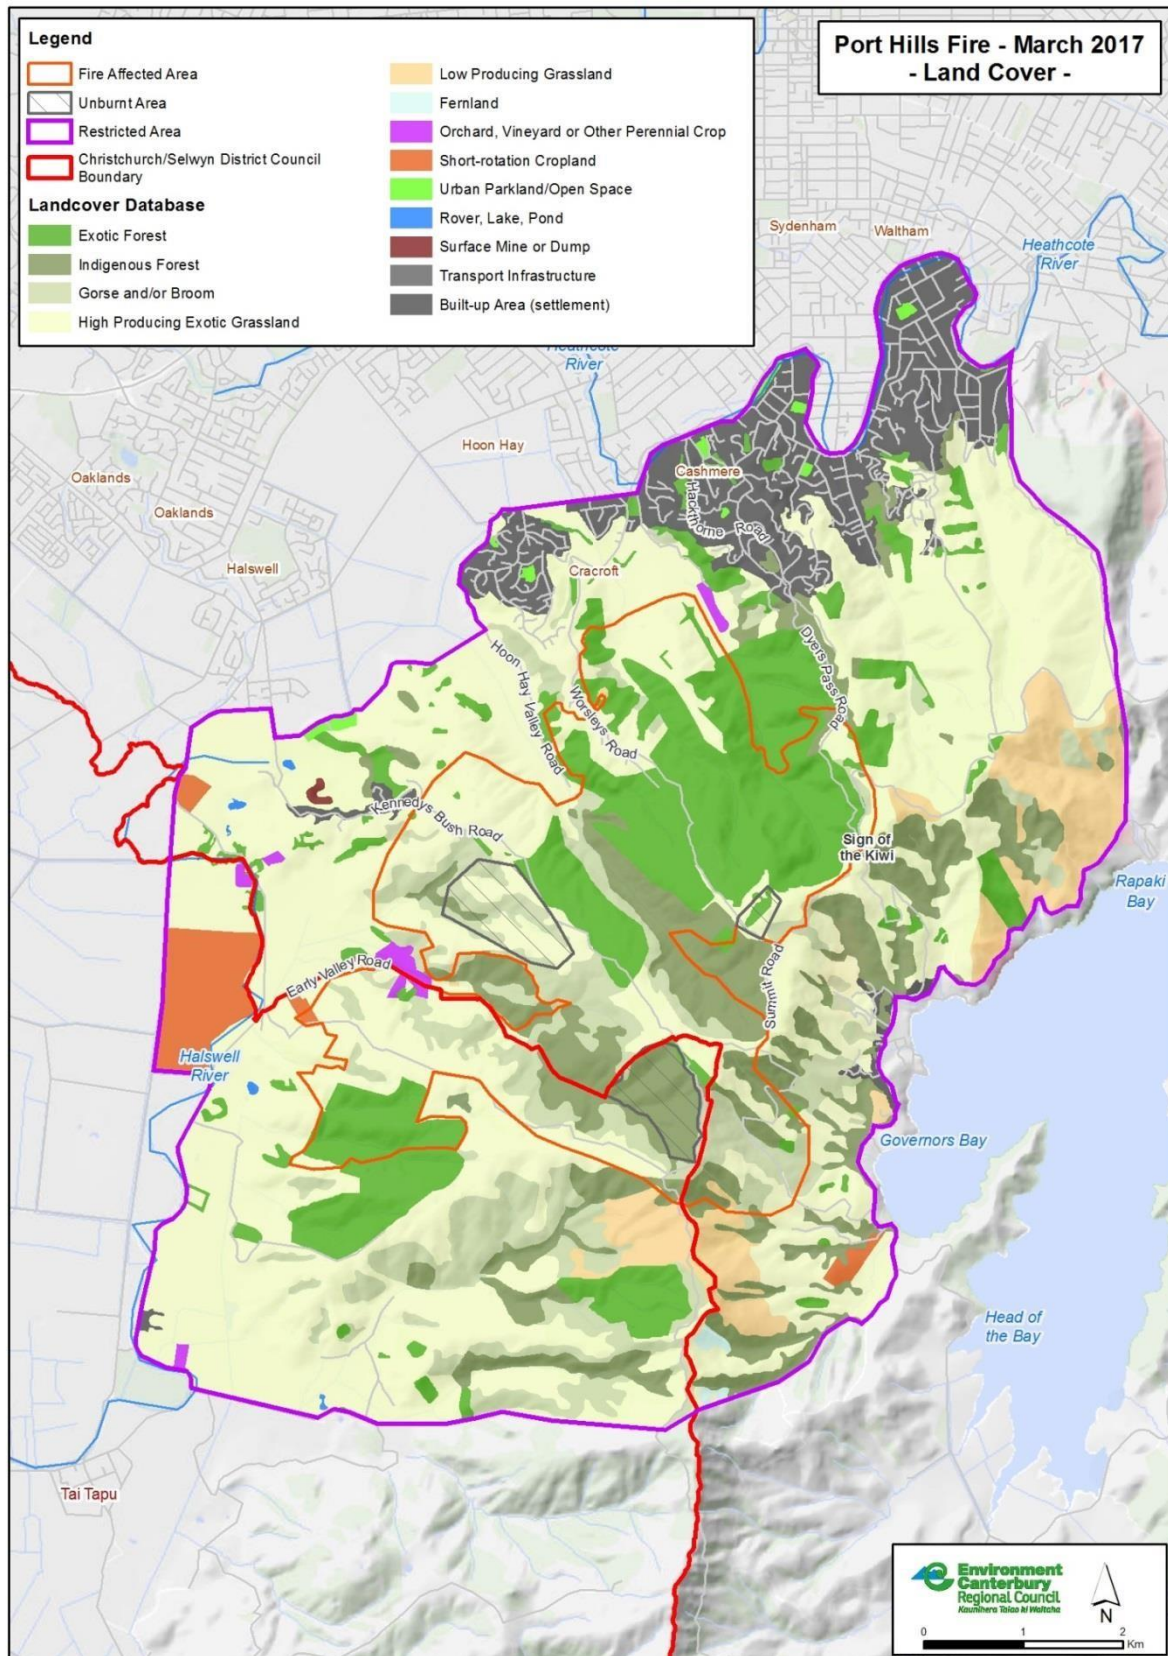 Legend
Fire Affected Area
Unburnt Area
Restricted Area
Christchurch/Selwyn District Council
Boundary
Landcover Database
Exotic Forest
Indigenous Forest
Gorse and/or Broom
High Producing Exotic Grassland
Low Producing Grassland
Fernland
Orchard, Vineyard or Other Perennial Crop
Short-rotation Cropland
Urban Parkland/Open Space
Rover, Lake, Pond
Surface Mine or Dump
Transport Infrastructure
Built-up Area (settlement)
Port Hills Fire - March 2017
- Land Cover -
Sydenham
Waltham
Heathcote
River
Heathcote
River
Hoon Hay
Oaklands
Oaklands
Halswell
Cashmere
Hackthorne Road
Cracroft
Hoon Hay Valley Road
Worsleys Road
Dyers Pass Road
Kennedys Bush Road
Sign of
the Kiwi
Rapaki
Bay
Early Valley Road
Summit Road
Halswell
River
Governors Bay
Head of
the Bay
Tai Tapu
Environment
Canterbury
Regional Council
Kaunihera Taiao ki Waitaha
N
0 1 2
Km